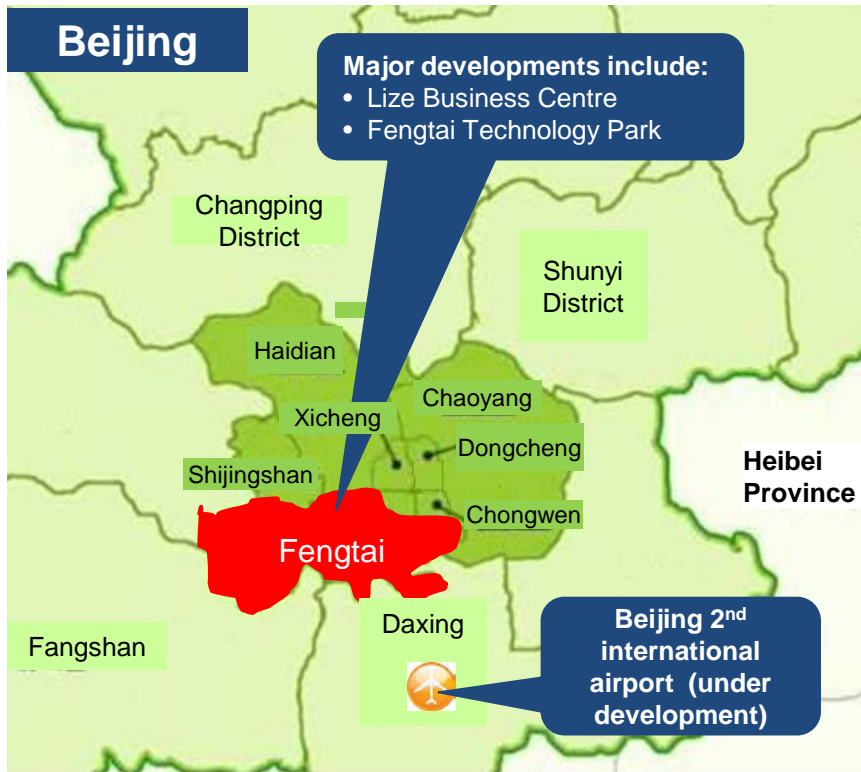 Beijing
Major developments include:
• Lize Business Centre
• Fengtai Technology Park
Changping
District
Shunyi
District
Haidian
Chaoyang
Xicheng
Dongcheng
Shijingshan
Heibei
Province
Chongwen
Fengtai
Daxing
Fangshan
Beijing 2nd
international
airport (under
development)